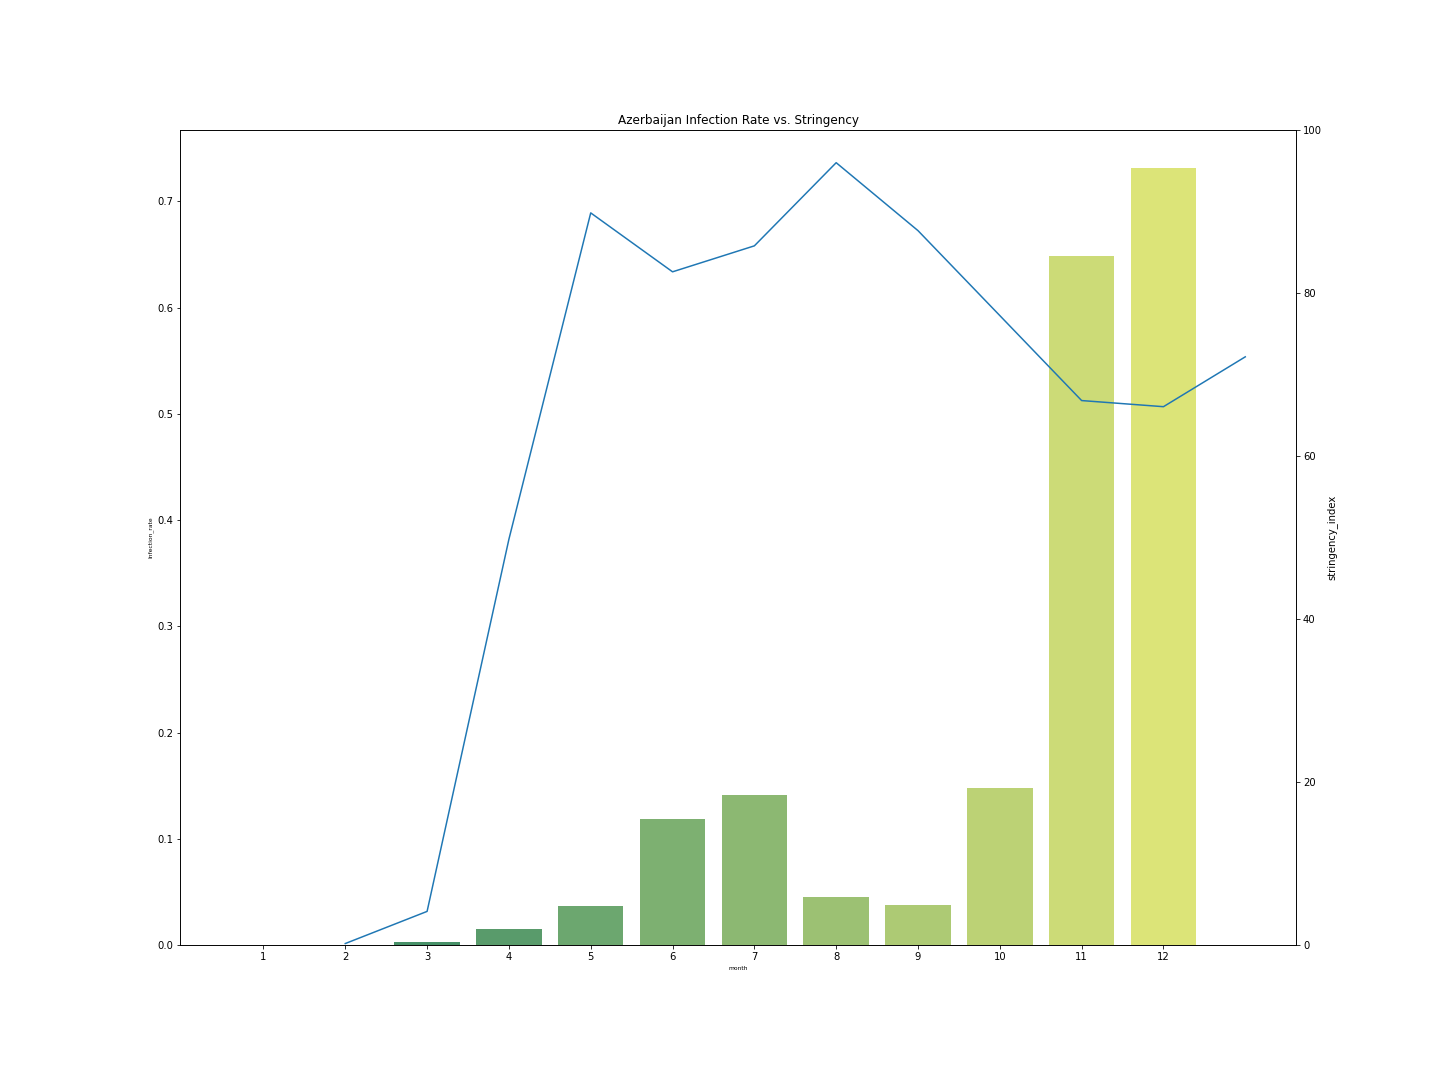 Azerbaijan Infection Rate vs. Stringency
0.7
0.6
0.5
0.4
0.3
0.2
0.1
0.0
infection_rate
100
80
60
40
20
0
stringency_index
1 2 3 4 5 6 7 8 9 10 11 12
month